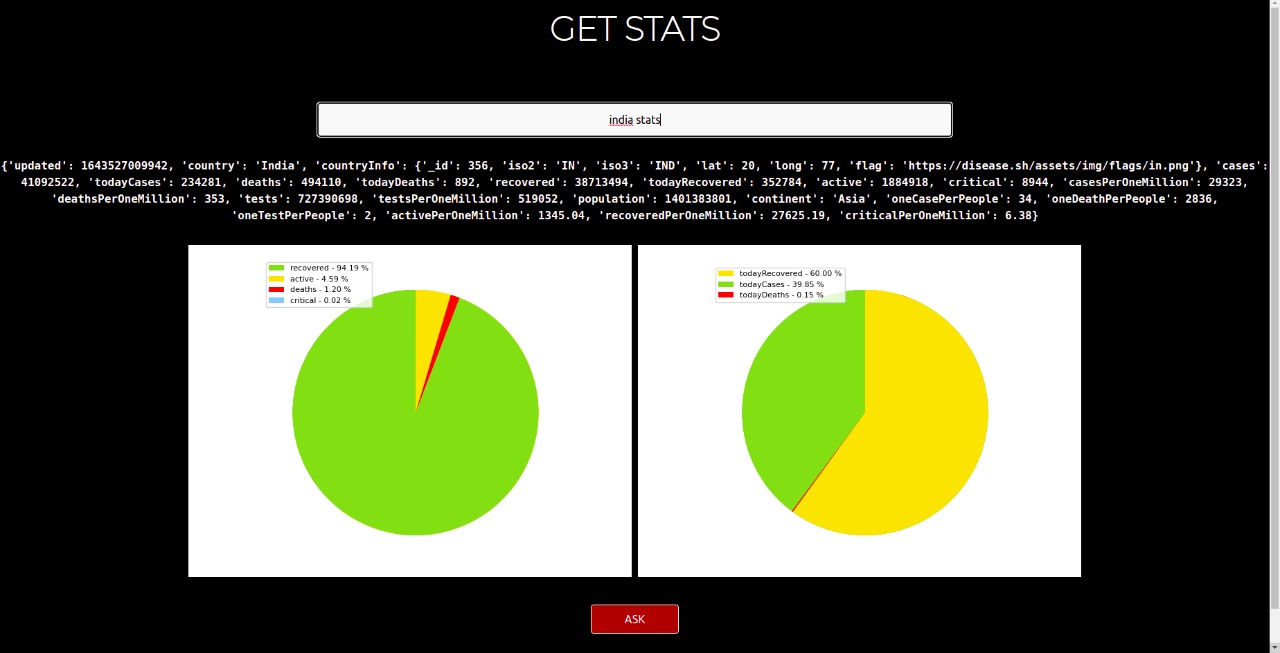 GET STATS
india stats
{'updated': 1643527009942, 'country': 'India', 'countryInfo': {'_id': 356, 'iso2': 'IN', 'iso3': 'IND', 'lat': 20, 'long': 77, 'flag': 'https://disease.sh/assets/img/flags/in.png'}, 'cases':
41092522, 'todayCases': 234281, 'deaths': 494110, 'todayDeaths': 892, 'recovered': 38713494, 'todayRecovered': 352784, 'active': 1884918, 'critical': 8944, 'casesPerOneMillion': 29323,
'deathsPerOneMillion': 353, 'tests': 727390698, 'testsPerOneMillion': 519052, 'population': 1401383801, 'continent': 'Asia', 'oneCasePerPeople': 34, 'oneDeathPerPeople': 2836,
'oneTestPerPeople': 2, 'activePerOneMillion': 1345.04, 'recoveredPerOneMillion': 27625.19, 'criticalPerOneMillion': 6.38}
recovered - 94.19 %
active - 4.59 %
deaths - 1.20 %
critical - 0.02 %
todayRecovered - 60.00 %
todayCases - 39.85 %
todayDeaths - 0.15 %
ASK